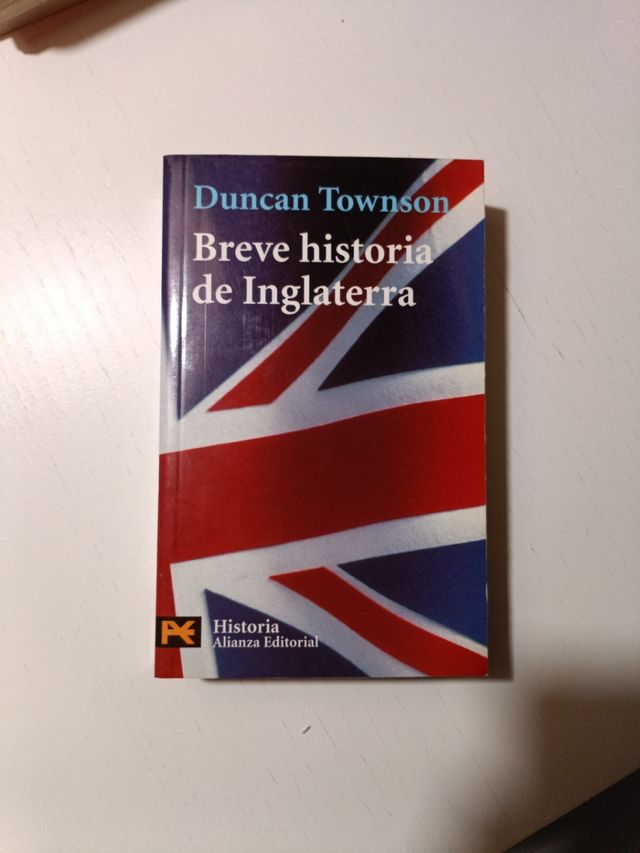 Duncan Townson
Breve historia
de Inglaterra
Historia
Alianza Editorial